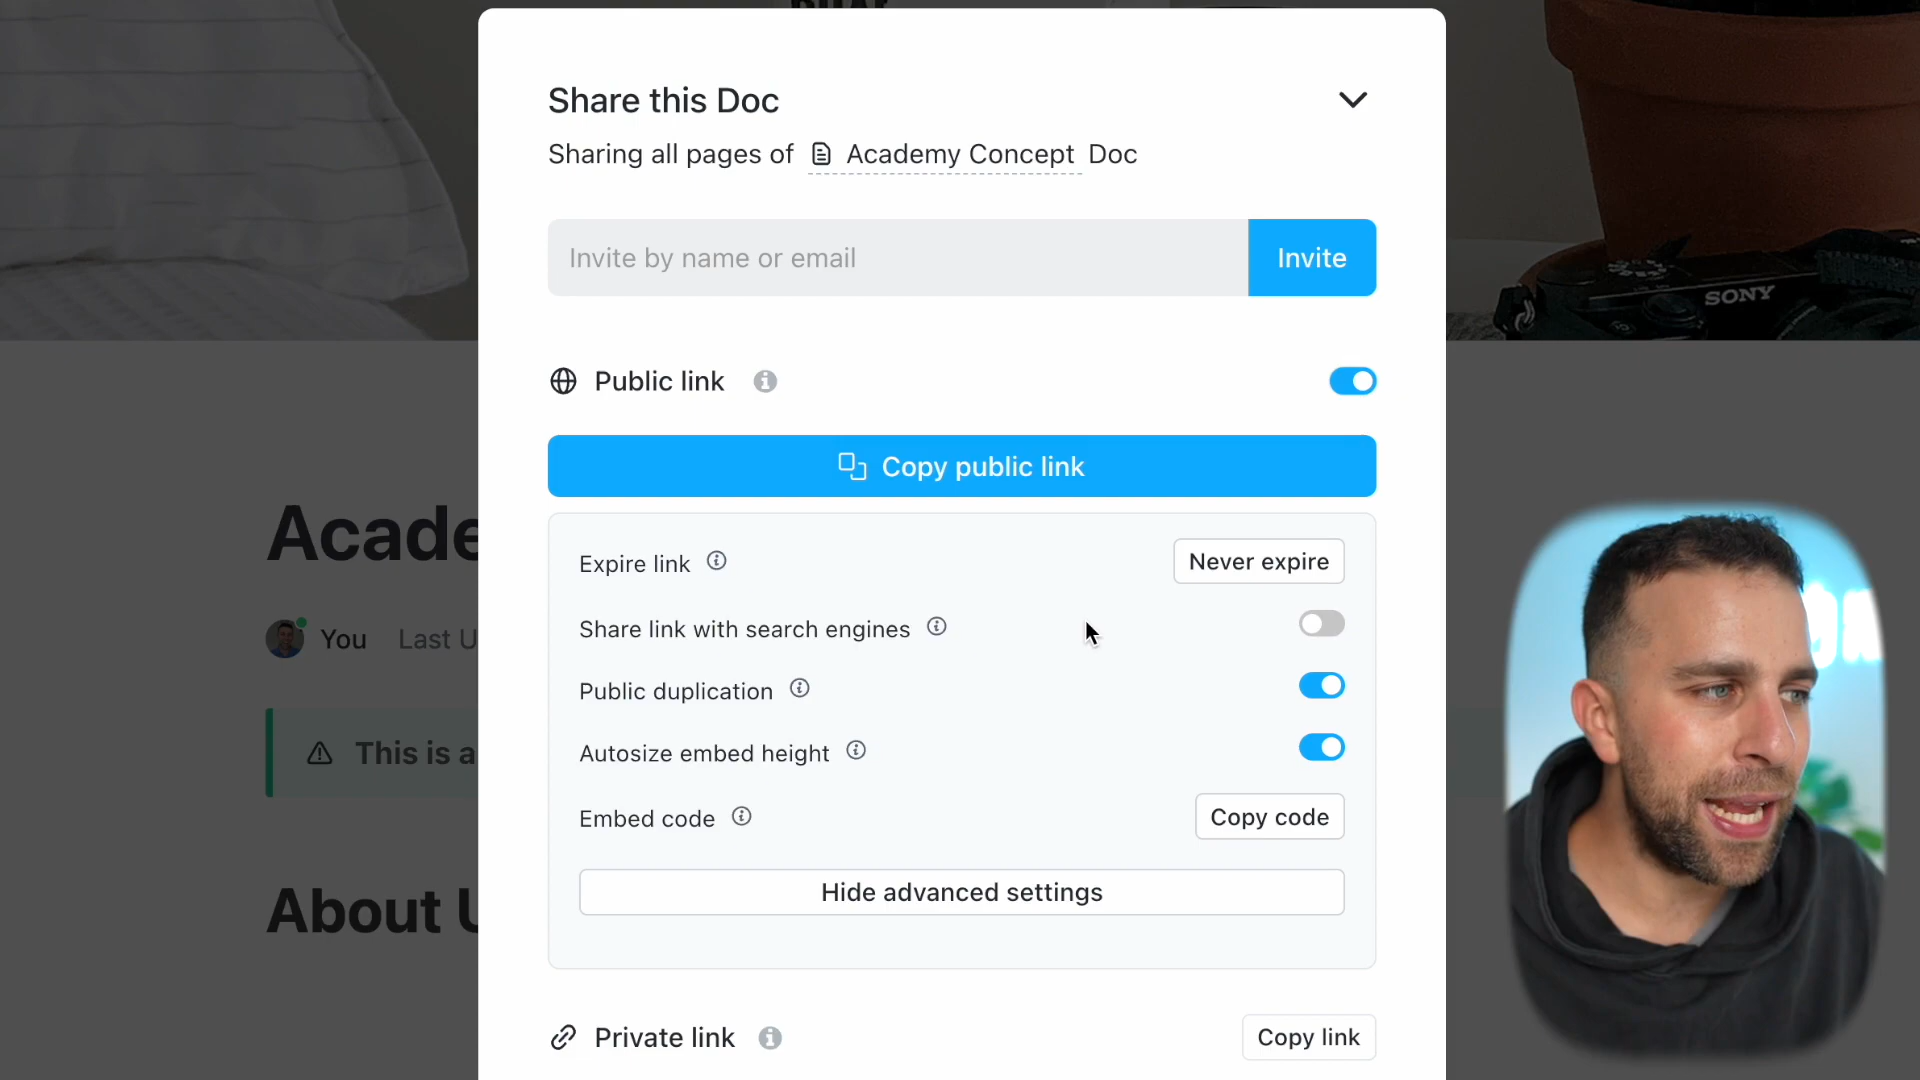 Share this Doc
Sharing all pages of Academy Concept Doc
Invite by name or email
Invite
SONY
Public link
Copy public link
Acade
Expire link
Never expire
Share link with search engines
You Last U
Public duplication
This is a
Autosize embed height
Embed code
Copy code
Hide advanced settings
About U
Private link
Copy link